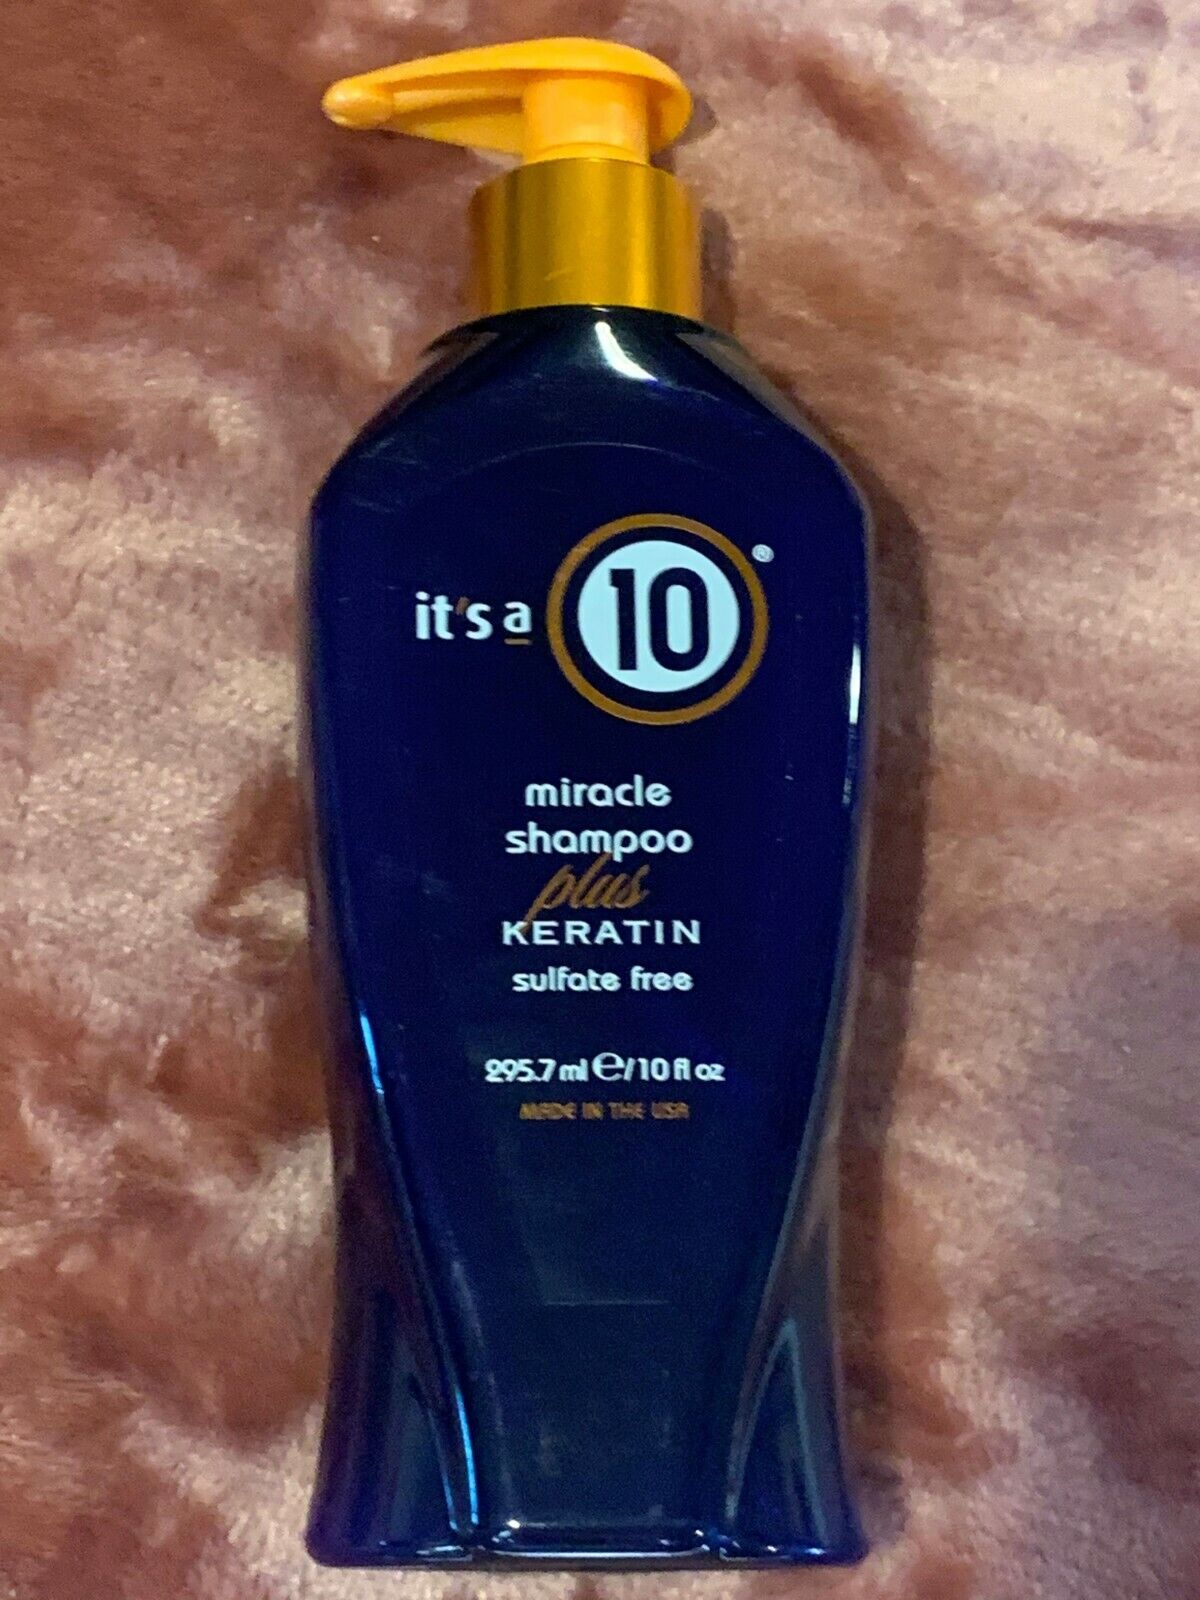 it's a 10®
miracle
shampoo
plus
KERATIN
sulfate free
295.7 ml ℮/10 fl oz
MADE IN THE USA